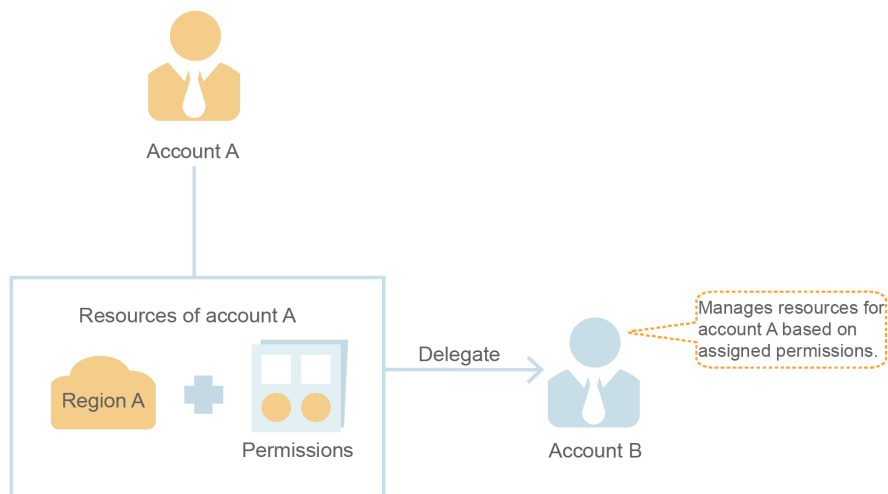 Account A
Resources of account A
Region A
Permissions
Delegate
Account B
Manages resources for
account A based on
assigned permissions.